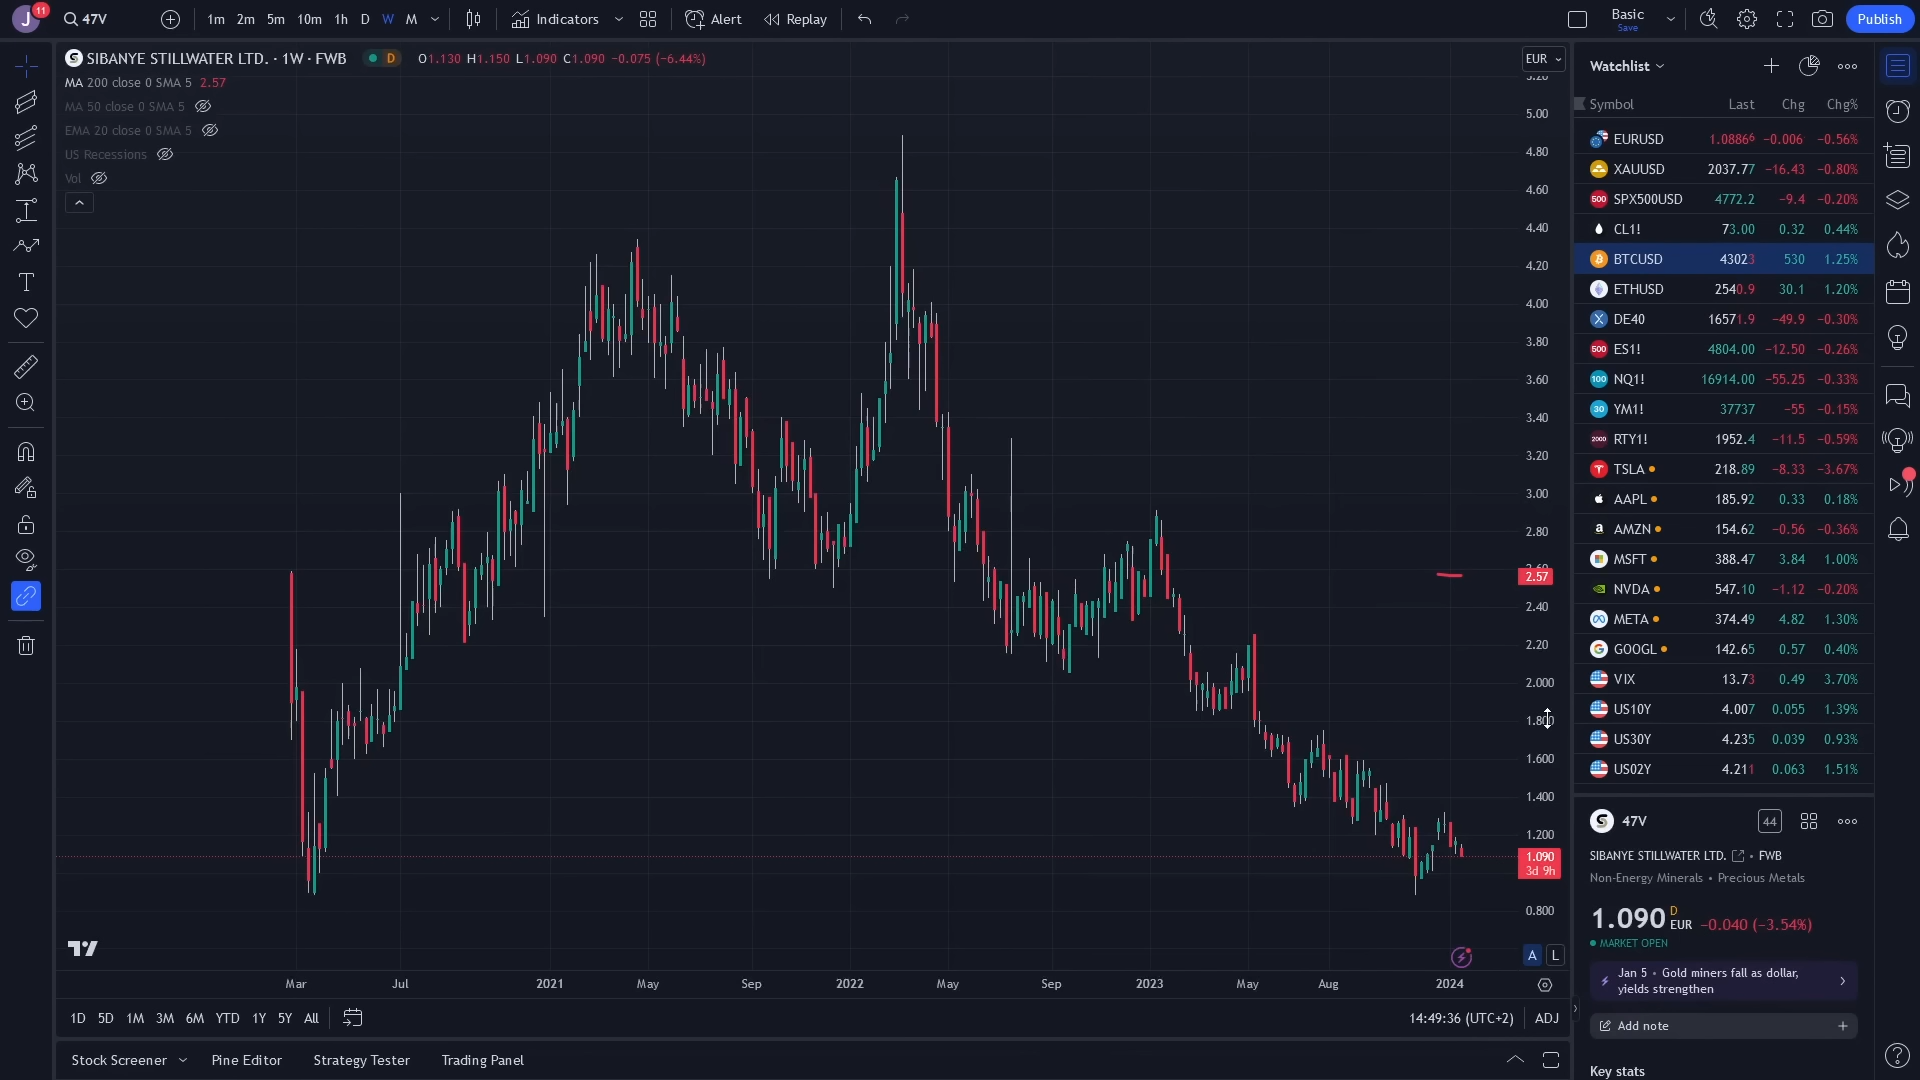 J 11 47V 1m 2m 5m 10m 1h D W M Indicators Alert Replay Basic Save Publish
SIBANYE STILLWATER LTD. · 1W · FWB D O1.130 H1.150 L1.090 C1.090 −0.075 (−6.44%)
MA 200 close 0 SMA 5 2.57
MA 50 close 0 SMA 5
EMA 20 close 0 SMA 5
US Recessions
Vol
EUR
5.00
4.80
4.60
4.40
4.20
4.00
3.80
3.60
3.40
3.20
3.00
2.80
2.57
2.40
2.20
2.000
1.800
1.600
1.400
1.200
1.090
3d 9h
0.800
A L
Mar Jul 2021 May Sep 2022 May Sep 2023 May Aug 2024
1D 5D 1M 3M 6M YTD 1Y 5Y All 14:49:36 (UTC+2) ADJ
Stock Screener Pine Editor Strategy Tester Trading Panel
Watchlist
Symbol Last Chg Chg%
EURUSD 1.08866 −0.006 −0.56%
XAUUSD 2037.77 −16.43 −0.80%
500 SPX500USD 4772.2 −9.4 −0.20%
CL1! 73.00 0.32 0.44%
BTCUSD 43023 530 1.25%
ETHUSD 2540.9 30.1 1.20%
X DE40 16571.9 −49.9 −0.30%
500 ES1! 4804.00 −12.50 −0.26%
100 NQ1! 16914.00 −55.25 −0.33%
30 YM1! 37737 −55 −0.15%
2000 RTY1! 1952.4 −11.5 −0.59%
TSLA 218.89 −8.33 −3.67%
AAPL 185.92 0.33 0.18%
a AMZN 154.62 −0.56 −0.36%
MSFT 388.47 3.84 1.00%
NVDA 547.10 −1.12 −0.20%
META 374.49 4.82 1.30%
G GOOGL 142.65 0.57 0.40%
VIX 13.73 0.49 3.70%
US10Y 4.007 0.055 1.39%
US30Y 4.235 0.039 0.93%
US02Y 4.211 0.063 1.51%
S 47V 44
SIBANYE STILLWATER LTD. • FWB
Non-Energy Minerals • Precious Metals
1.090 D EUR −0.040 (−3.54%)
MARKET OPEN
Jan 5 • Gold miners fall as dollar,
yields strengthen
Add note
Key stats